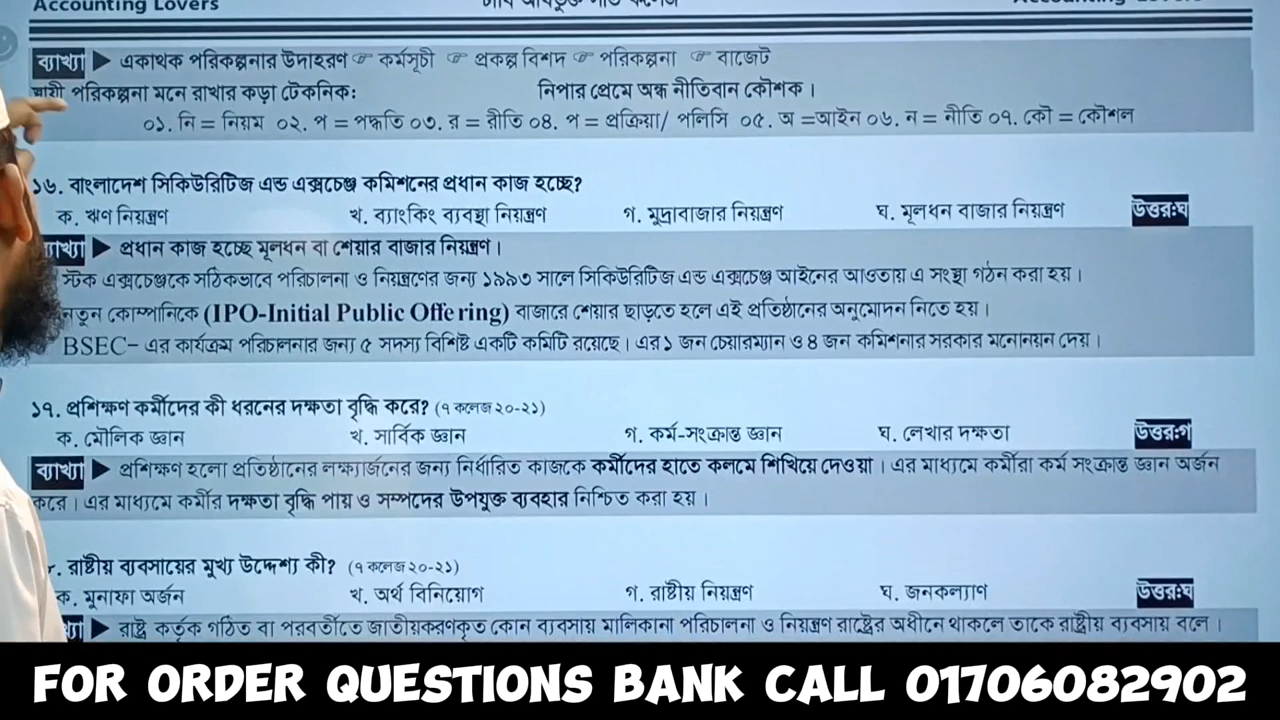 Accounting Lovers
ব্যাখ্যা ▶ একার্থক পরিকল্পনার উদাহরণ ☞ কর্মসূচী ☞ প্রকল্প বিশদ ☞ পরিকল্পনা ☞ বাজেট
পরিকল্পনা মনে রাখার কড়া টেকনিক: নিপার প্রেমে অন্ধ নীতিবান কৌশক।
০১. নি = নিয়ম ০২. প = পদ্ধতি ০৩. র = রীতি ০৪. প = প্রক্রিয়া/ পলিসি ০৫. অ =আইন ০৬. ন = নীতি ০৭. কৌ = কৌশল
১৬. বাংলাদেশ সিকিউরিটিজ এন্ড এক্সচেঞ্জ কমিশনের প্রধান কাজ হচ্ছে?
ক. ঋণ নিয়ন্ত্রণ খ. ব্যাংকিং ব্যবস্থা নিয়ন্ত্রণ গ. মুদ্রাবাজার নিয়ন্ত্রণ ঘ. মূলধন বাজার নিয়ন্ত্রণ উত্তর:ঘ
ব্যাখ্যা ▶ প্রধান কাজ হচ্ছে মূলধন বা শেয়ার বাজার নিয়ন্ত্রণ।
স্টক এক্সচেঞ্জকে সঠিকভাবে পরিচালনা ও নিয়ন্ত্রণের জন্য ১৯৯৩ সালে সিকিউরিটিজ এন্ড এক্সচেঞ্জ আইনের আওতায় এ সংস্থা গঠন করা হয়।
নতুন কোম্পানিকে (IPO-Initial Public Offering) বাজারে শেয়ার ছাড়তে হলে এই প্রতিষ্ঠানের অনুমোদন নিতে হয়।
BSEC– এর কার্যক্রম পরিচালনার জন্য ৫ সদস্য বিশিষ্ট একটি কমিটি রয়েছে। এর ১ জন চেয়ারম্যান ও ৪ জন কমিশনার সরকার মনোনয়ন দেয়।
১৭. প্রশিক্ষণ কর্মীদের কী ধরনের দক্ষতা বৃদ্ধি করে? (৭ কলেজ ২০-২১)
ক. মৌলিক জ্ঞান খ. সার্বিক জ্ঞান গ. কর্ম-সংক্রান্ত জ্ঞান ঘ. লেখার দক্ষতা উত্তর:গ
ব্যাখ্যা ▶ প্রশিক্ষণ হলো প্রতিষ্ঠানের লক্ষ্যার্জনের জন্য নির্ধারিত কাজকে কর্মীদের হাতে কলমে শিখিয়ে দেওয়া। এর মাধ্যমে কর্মীরা কর্ম সংক্রান্ত জ্ঞান অর্জন
করে। এর মাধ্যমে কর্মীর দক্ষতা বৃদ্ধি পায় ও সম্পদের উপযুক্ত ব্যবহার নিশ্চিত করা হয়।
. রাষ্টীয় ব্যবসায়ের মুখ্য উদ্দেশ্য কী? (৭ কলেজ ২০-২১)
ক. মুনাফা অর্জন খ. অর্থ বিনিয়োগ গ. রাষ্টীয় নিয়ন্ত্রণ ঘ. জনকল্যাণ উত্তর:ঘ
▶ রাষ্ট্র কর্তৃক গঠিত বা পরবর্তীতে জাতীয়করণকৃত কোন ব্যবসায় মালিকানা পরিচালনা ও নিয়ন্ত্রণ রাষ্ট্রের অধীনে থাকলে তাকে রাষ্ট্রীয় ব্যবসায় বলে।
FOR ORDER QUESTIONS BANK CALL 01706082902